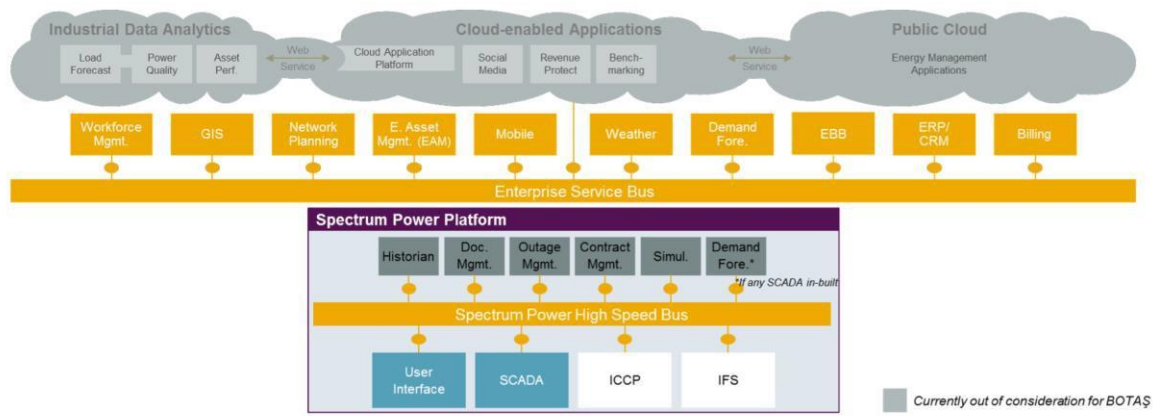 Industrial Data Analytics
Load
Forecast
Power
Quality
Asset
Perf.
Web
Service
Cloud-enabled Applications
Cloud Application
Platform
Social
Media
Revenue
Protect
Bench-
marking
Web
Service
Public Cloud
Energy Management
Applications
Workforce
Mgmt.
GIS
Network
Planning
E. Asset
Mgmt. (EAM)
Mobile
Weather
Demand
Fore.
EBB
ERP/
CRM
Billing
Enterprise Service Bus
Spectrum Power Platform
Historian
Doc.
Mgmt.
Outage
Mgmt.
Contract
Mgmt.
Simul.
Demand
Fore.*
*If any SCADA in-built
Spectrum Power High Speed Bus
User
Interface
SCADA
ICCP
IFS
Currently out of consideration for BOTAŞ